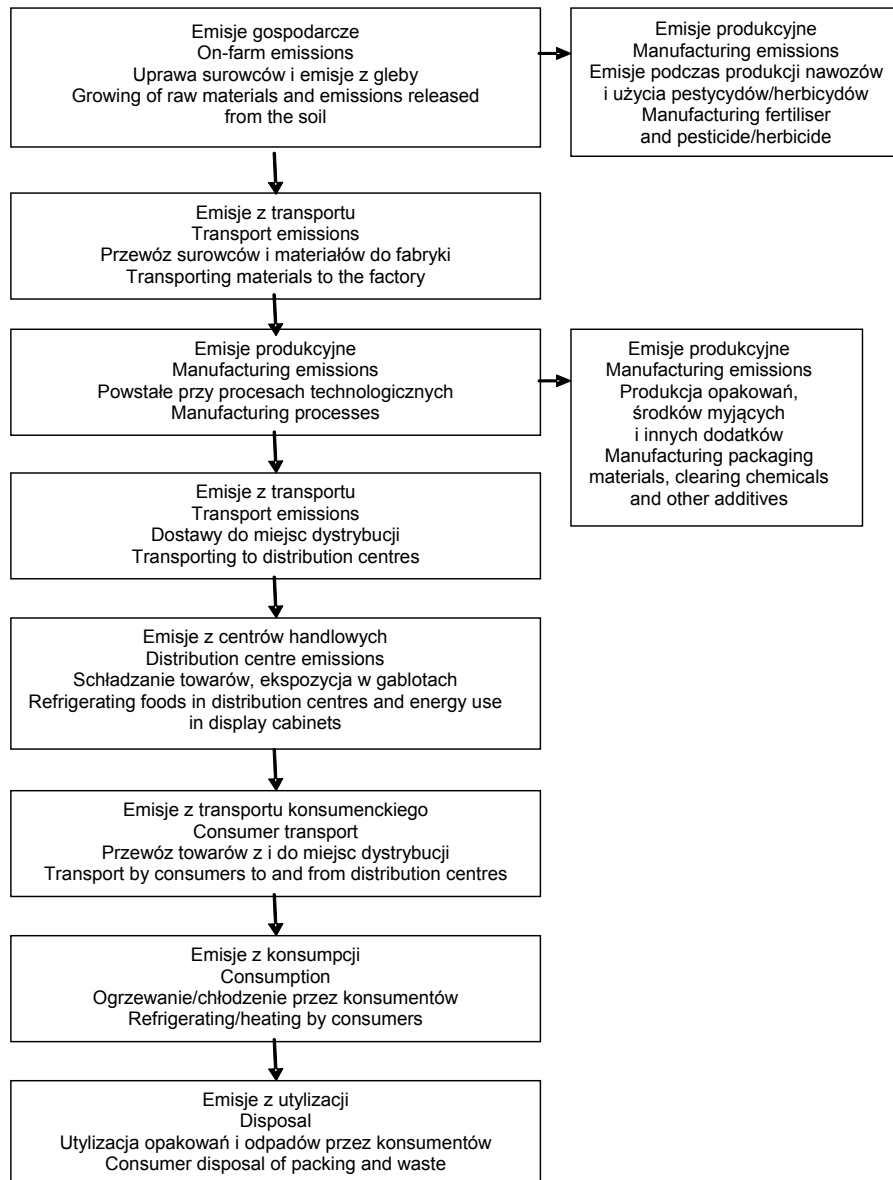 Emisje gospodarcze
On-farm emissions
Uprawa surowców i emisje z gleby
Growing of raw materials and emissions released
from the soil
Emisje produkcyjne
Manufacturing emissions
Emisje podczas produkcji nawozów
i użycia pestycydów/herbicydów
Manufacturing fertiliser
and pesticide/herbicide
Emisje z transportu
Transport emissions
Przewóz surowców i materiałów do fabryki
Transporting materials to the factory
Emisje produkcyjne
Manufacturing emissions
Powstałe przy procesach technologicznych
Manufacturing processes
Emisje produkcyjne
Manufacturing emissions
Produkcja opakowań,
środków myjących
i innych dodatków
Manufacturing packaging
materials, clearing chemicals
and other additives
Emisje z transportu
Transport emissions
Dostawy do miejsc dystrybucji
Transporting to distribution centres
Emisje z centrów handlowych
Distribution centre emissions
Schładzanie towarów, ekspozycja w gablotach
Refrigerating foods in distribution centres and energy use
in display cabinets
Emisje z transportu konsumenckiego
Consumer transport
Przewóz towarów z i do miejsc dystrybucji
Transport by consumers to and from distribution centres
Emisje z konsumpcji
Consumption
Ogrzewanie/chłodzenie przez konsumentów
Refrigerating/heating by consumers
Emisje z utylizacji
Disposal
Utylizacja opakowań i odpadów przez konsumentów
Consumer disposal of packing and waste